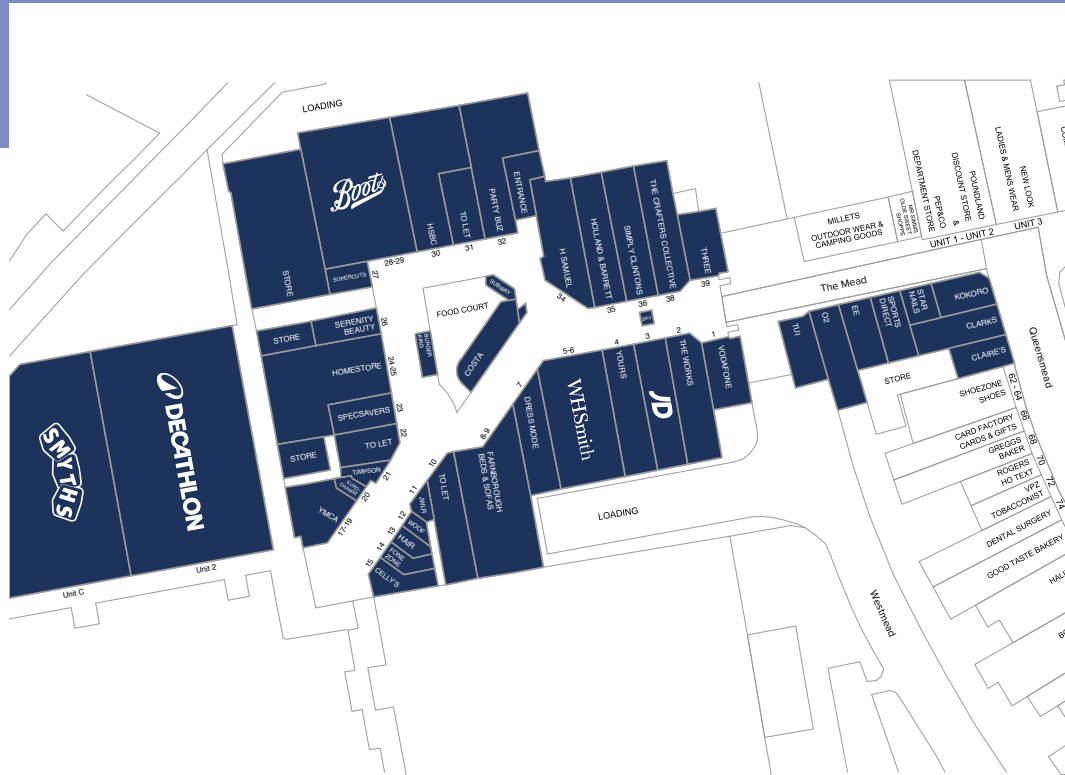 LOADING
Boots
HSBC
TO LET
PARTY BUZ
ENTRANCE
STORE
SUPERCUTS
27
28-29
30
31
32
H SAMUEL
HOLLAND & BARRETT
SIMPLY CLINTONS
THE CRAFTERS COLLECTIVE
THREE
34
35
36
38
39
SKY
FOOD COURT
SUBWAY
BURGER
KING
COSTA
STORE
SERENITY
BEAUTY
26
HOMESTORE
24-25
SPECSAVERS
23
TO LET
22
STORE
TIMPSON
21
EURO-
CHANGE
20
YMCA
17-19
SMYTHS
DECATHLON
Unit C
Unit 2
1
2
3
4
5-6
7
8-9
10
11
12
13
14
15
VODAFONE
THE WORKS
JD
YOURS
WHSmith
DRESS MODE
FARNBOROUGH
BEDS & SOFAS
TO LET
JWLR
WOOF
HAIR
FONE
ZONE
CELLY'S
LOADING
MILLETS
OUTDOOR WEAR &
CAMPING GOODS
MR SIMMS
OLDE SWEET
SHOPPE
DEPARTMENT STORE
PEP&CO
&
DISCOUNT STORE
POUNDLAND
LADIES & MENS WEAR
NEW LOOK
UNIT 1 - UNIT 2
UNIT 3
The Mead
TUI
O2
EE
SPORTS
DIRECT
STAR
NAILS
KOKORO
CLARKS
CLAIRE'S
STORE
Queensmead
SHOEZONE
SHOES
62 - 64
CARD FACTORY
CARDS & GIFTS
66
GREGGS
BAKER
68
ROGERS
HO TEXT
70
VPZ
TOBACCONIST
72
DENTAL SURGERY
74
GOOD TASTE BAKERY
Westmead